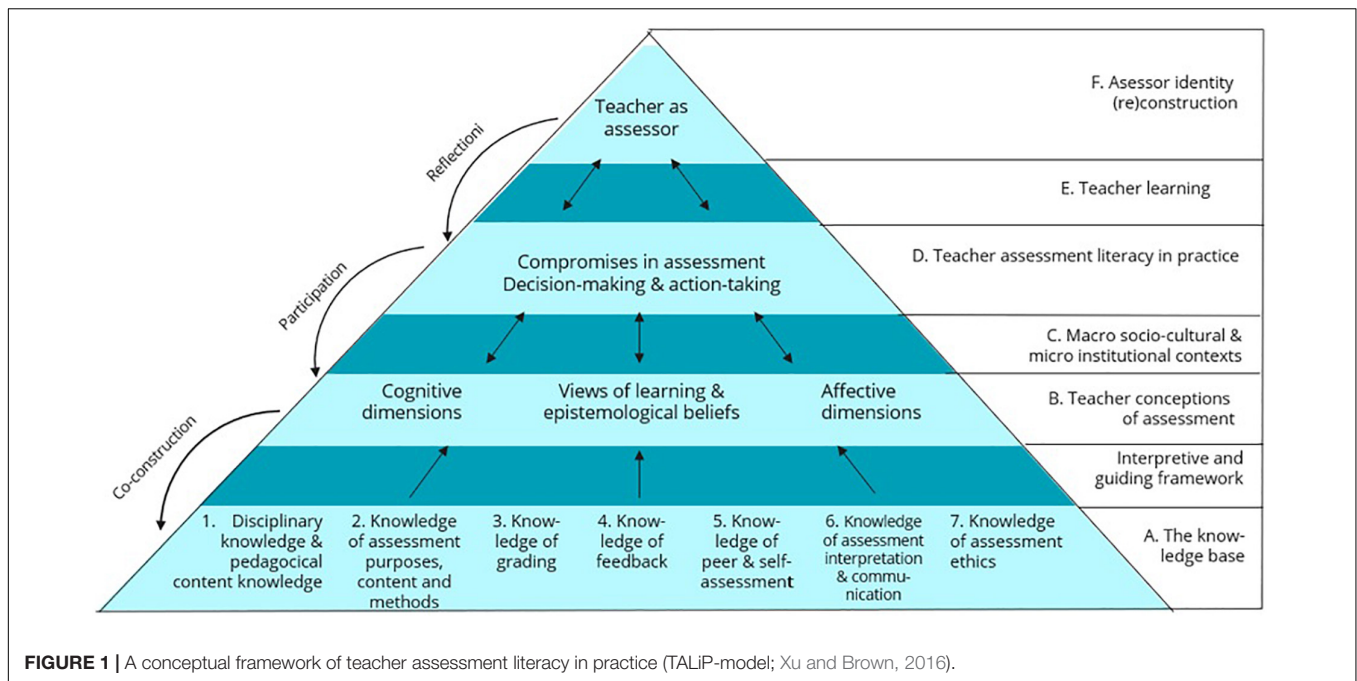 Teacher as
assessor
F. Asessor identity
(re)construction
Reflectioni
E. Teacher learning
Compromises in assessment
Decision-making & action-taking
D. Teacher assessment literacy in practice
Participation
C. Macro socio-cultural &
micro institutional contexts
Cognitive
dimensions
Views of learning &
epistemological beliefs
Affective
dimensions
B. Teacher conceptions
of assessment
Co-construction
Interpretive and
guiding framework
1. Disciplinary
knowledge &
pedagocical
content knowledge
2. Knowledge
of assessment
purposes,
content and
methods
3. Know-
ledge of
grading
4. Know-
ledge of
feedback
5. Know-
ledge of
peer & self-
assessment
6. Knowledge
of assessment
interpretation
& commu-
nication
7. Knowledge
of assessment
ethics
A. The know-
ledge base
FIGURE 1 | A conceptual framework of teacher assessment literacy in practice (TALiP-model; Xu and Brown, 2016).